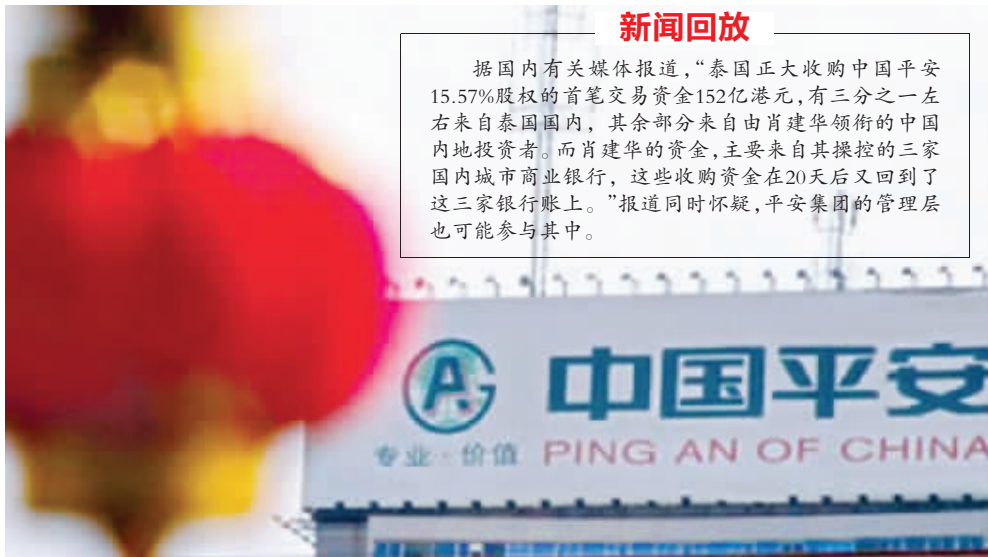 新闻回放
据国内有关媒体报道，“泰国正大收购中国平安
15.57%股权的首笔交易资金152亿港元，有三分之一左
右来自泰国国内，其余部分来自由肖建华领衔的中国
内地投资者。而肖建华的资金，主要来自其操控的三家
国内城市商业银行，这些收购资金在20天后又回到了
这三家银行账上。”报道同时怀疑，平安集团的管理层
也可能参与其中。
中国平安
专业·价值 PING AN OF CHINA